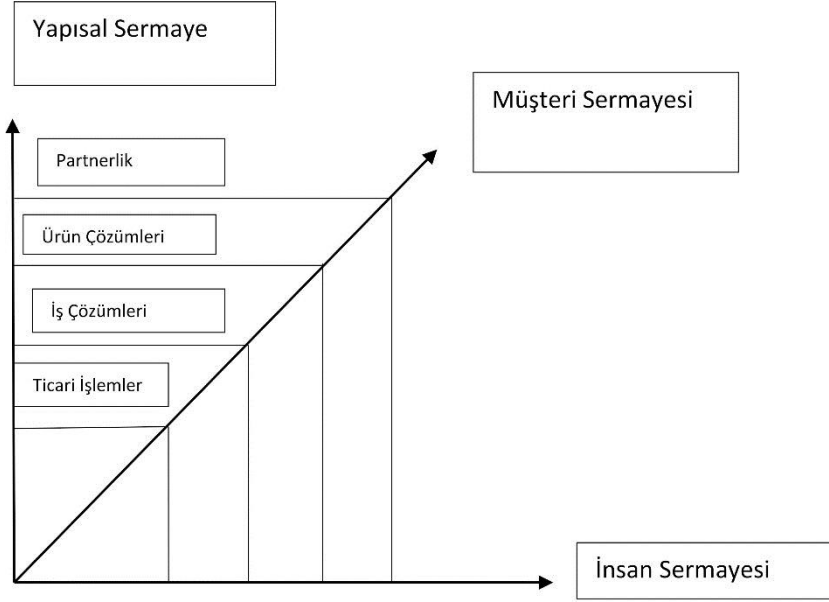 Yapısal Sermaye
Müşteri Sermayesi
Partnerlik
Ürün Çözümleri
İş Çözümleri
Ticari İşlemler
İnsan Sermayesi